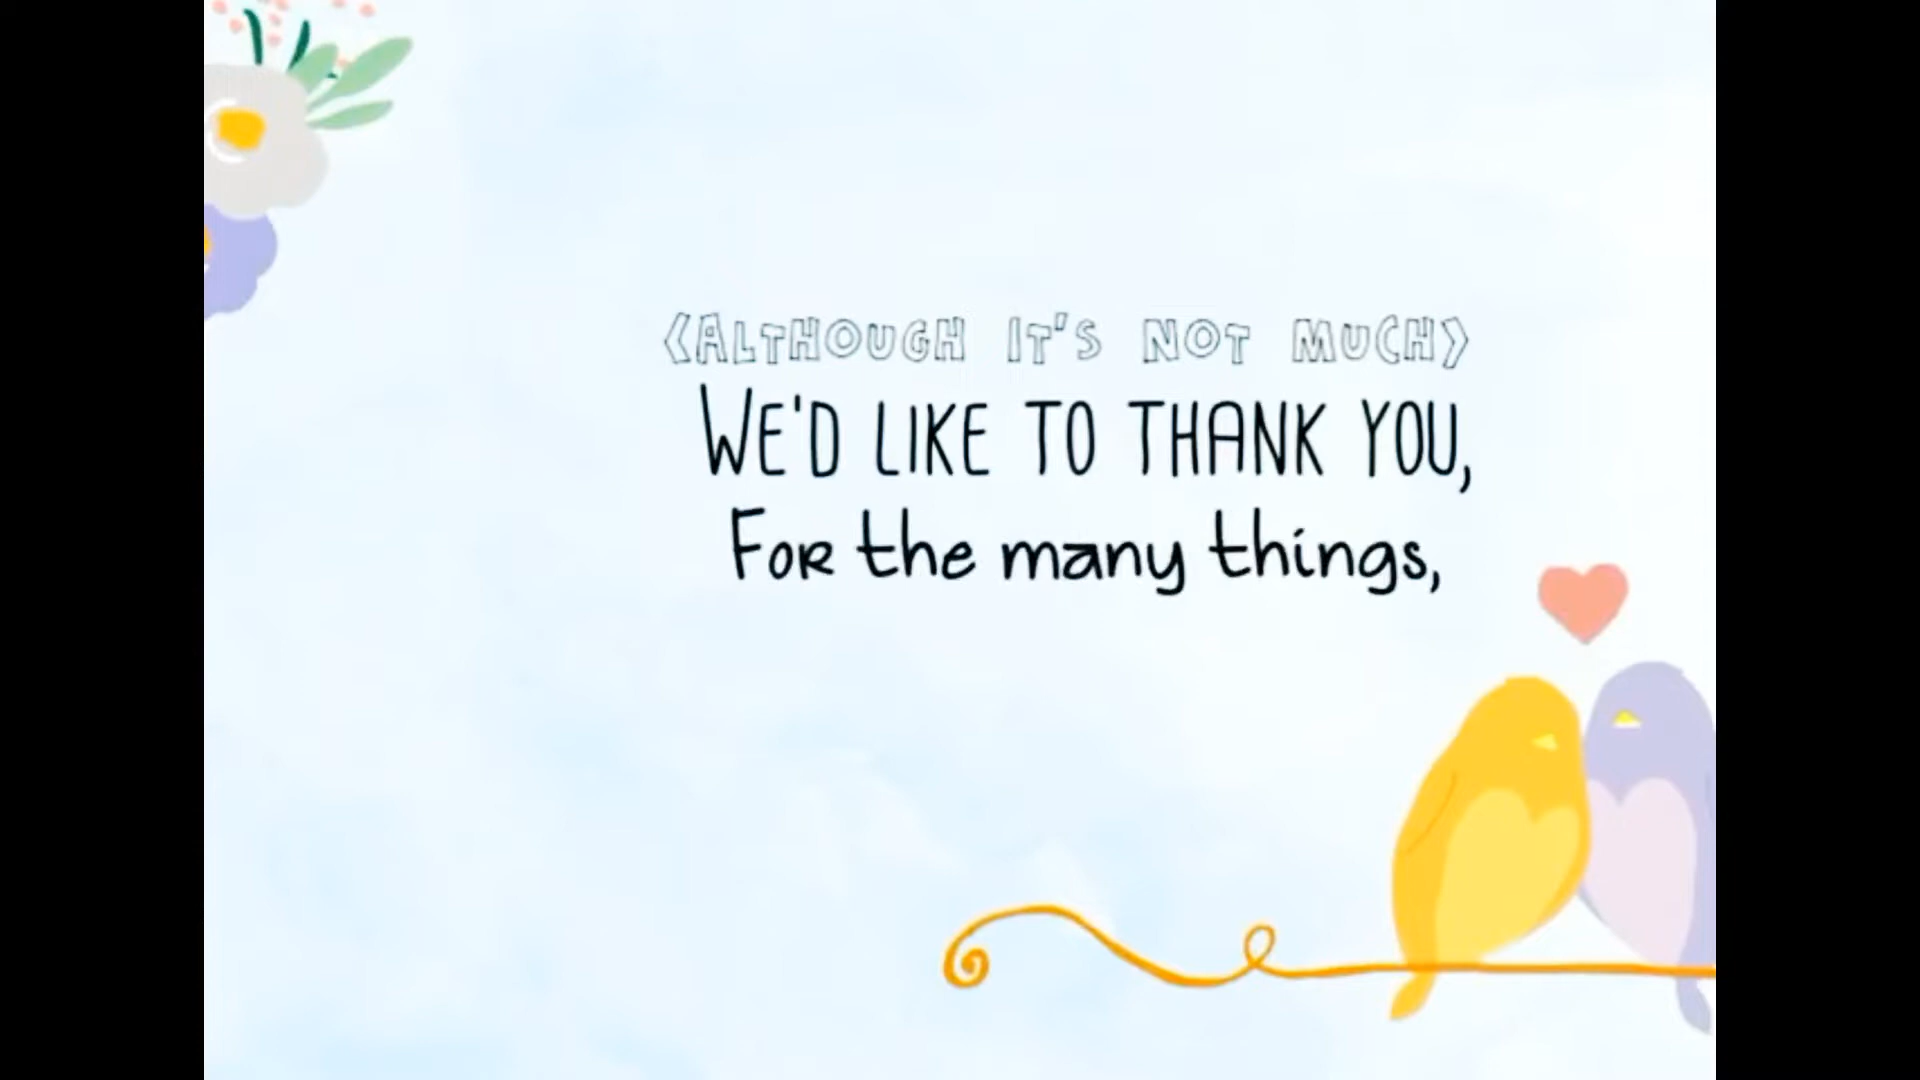 <ALTHOUGH IT'S NOT MUCH>
WE'D LIKE TO THANK YOU,
For the many things,